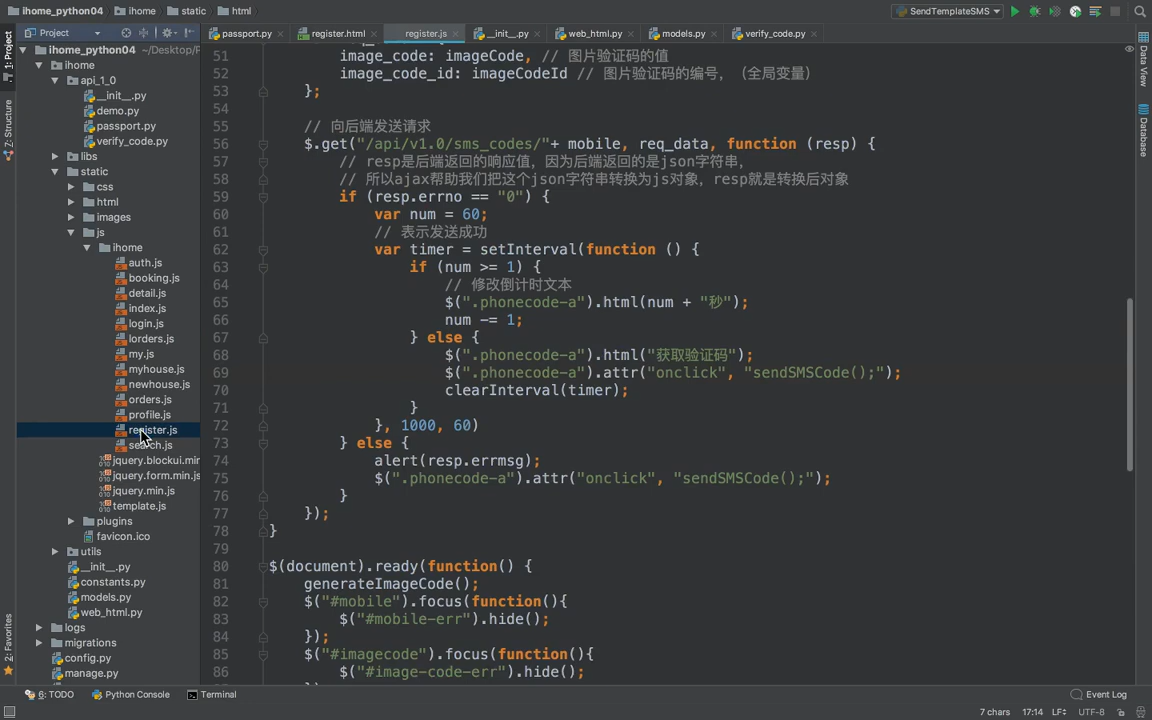 ihome_python04 ihome static html
SendTemplateSMS
Project
passport.py register.html register.js __init__.py web_html.py models.py verify_code.py
1: Project
Z: Structure
2: Favorites
Data View
Database
ihome_python04 ~/Desktop/P
ihome
api_1_0
__init__.py
demo.py
passport.py
verify_code.py
libs
static
css
html
images
js
ihome
auth.js
booking.js
detail.js
index.js
login.js
lorders.js
my.js
myhouse.js
newhouse.js
orders.js
profile.js
register.js
search.js
jquery.blockui.min
jquery.form.min.js
jquery.min.js
template.js
plugins
favicon.ico
utils
__init__.py
constants.py
models.py
web_html.py
logs
migrations
config.py
manage.py
51 image_code: imageCode, // 图片验证码的值
52 image_code_id: imageCodeId // 图片验证码的编号，（全局变量）
53 };
54
55 // 向后端发送请求
56 $.get("/api/v1.0/sms_codes/"+ mobile, req_data, function (resp) {
57 // resp是后端返回的响应值，因为后端返回的是json字符串，
58 // 所以ajax帮助我们把这个json字符串转换为js对象，resp就是转换后对象
59 if (resp.errno == "0") {
60 var num = 60;
61 // 表示发送成功
62 var timer = setInterval(function () {
63 if (num >= 1) {
64 // 修改倒计时文本
65 $(".phonecode-a").html(num + "秒");
66 num -= 1;
67 } else {
68 $(".phonecode-a").html("获取验证码");
69 $(".phonecode-a").attr("onclick", "sendSMSCode();");
70 clearInterval(timer);
71 }
72 }, 1000, 60)
73 } else {
74 alert(resp.errmsg);
75 $(".phonecode-a").attr("onclick", "sendSMSCode();");
76 }
77 });
78 }
79
80 $(document).ready(function() {
81 generateImageCode();
82 $("#mobile").focus(function(){
83 $("#mobile-err").hide();
84 });
85 $("#imagecode").focus(function(){
86 $("#image-code-err").hide();
6: TODO Python Console Terminal Event Log
7 chars 17:14 LF UTF-8